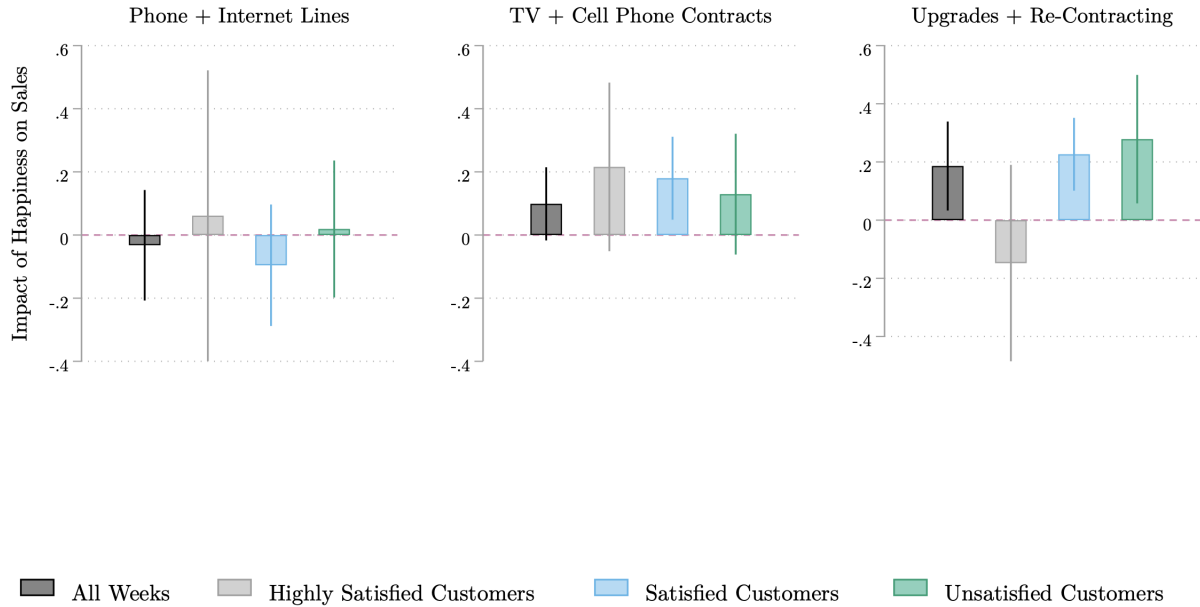 Phone + Internet Lines
TV + Cell Phone Contracts
Upgrades + Re-Contracting
Impact of Happiness on Sales
.6
.4
.2
0
-.2
-.4
.6
.4
.2
0
-.2
-.4
.6
.4
.2
0
-.2
-.4
All Weeks
Highly Satisfied Customers
Satisfied Customers
Unsatisfied Customers